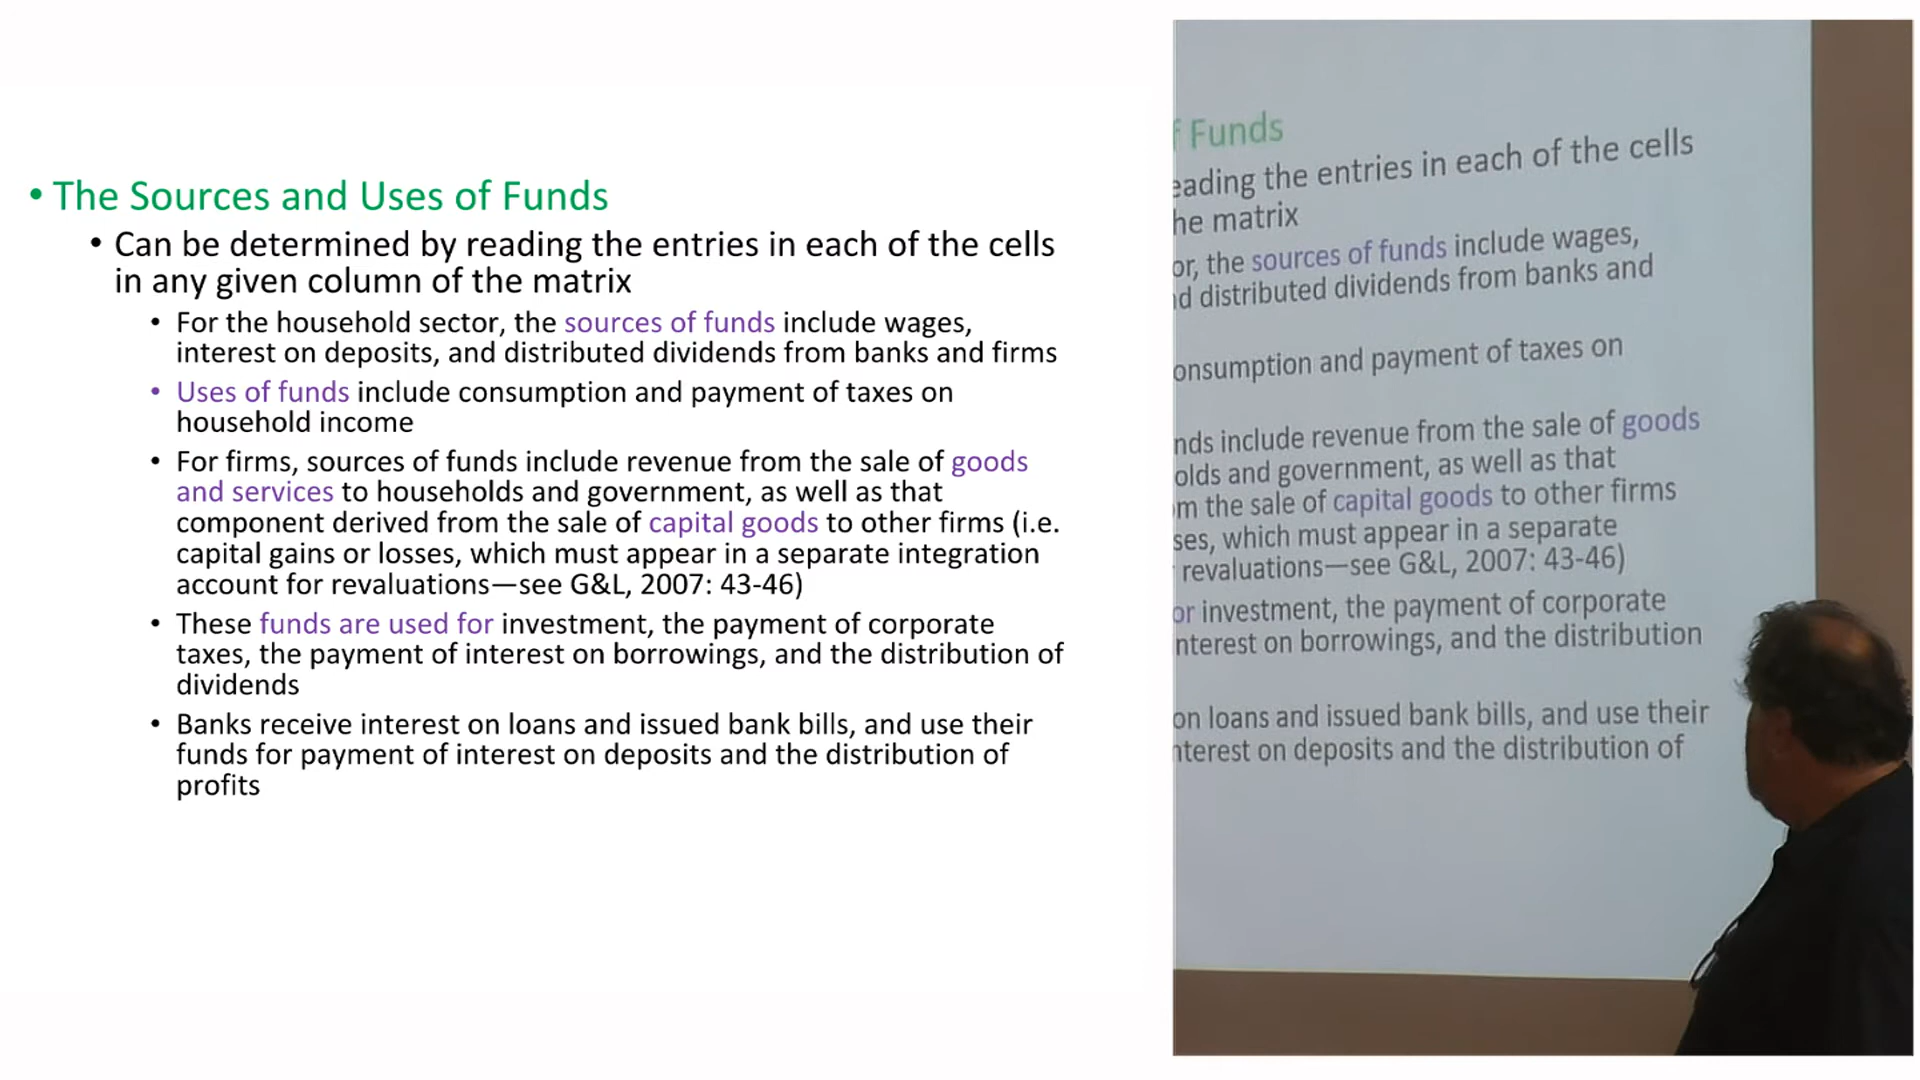 • The Sources and Uses of Funds
• Can be determined by reading the entries in each of the cells
in any given column of the matrix
• For the household sector, the sources of funds include wages,
interest on deposits, and distributed dividends from banks and firms
• Uses of funds include consumption and payment of taxes on
household income
• For firms, sources of funds include revenue from the sale of goods
and services to households and government, as well as that
component derived from the sale of capital goods to other firms (i.e.
capital gains or losses, which must appear in a separate integration
account for revaluations—see G&L, 2007: 43-46)
• These funds are used for investment, the payment of corporate
taxes, the payment of interest on borrowings, and the distribution of
dividends
• Banks receive interest on loans and issued bank bills, and use their
funds for payment of interest on deposits and the distribution of
profits
f Funds
eading the entries in each of the cells
he matrix
or, the sources of funds include wages,
d distributed dividends from banks and
onsumption and payment of taxes on
nds include revenue from the sale of goods
olds and government, as well as that
m the sale of capital goods to other firms
ses, which must appear in a separate
revaluations—see G&L, 2007: 43-46)
or investment, the payment of corporate
nterest on borrowings, and the distribution
on loans and issued bank bills, and use their
nterest on deposits and the distribution of